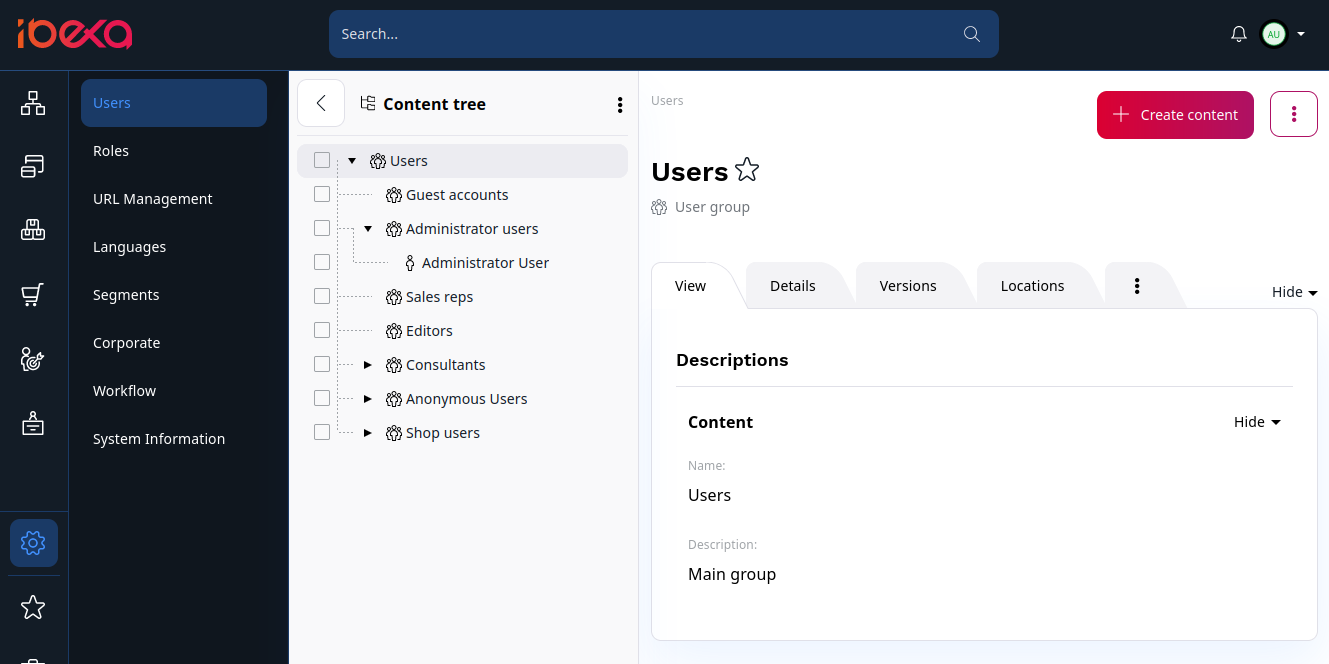 ibexa
Search...
AU
Users
Roles
URL Management
Languages
Segments
Corporate
Workflow
System Information
Content tree
Users
Guest accounts
Administrator users
Administrator User
Sales reps
Editors
Consultants
Anonymous Users
Shop users
Users
Create content
Users
User group
View Details Versions Locations
Hide
Descriptions
Content Hide
Name:
Users
Description:
Main group